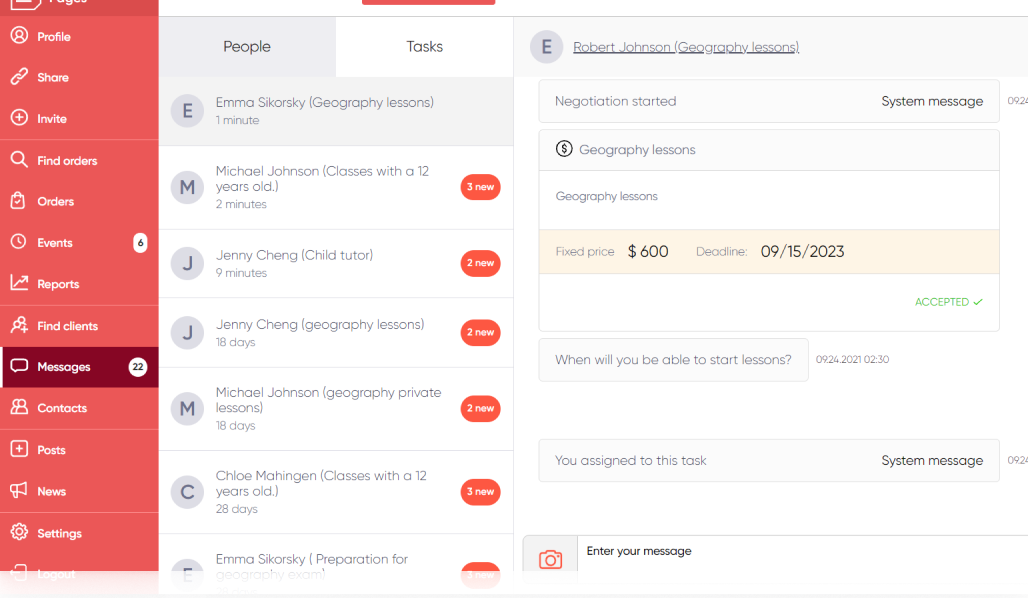 Pages
Profile
Share
Invite
Find orders
Orders
Events 6
Reports
Find clients
Messages 22
Contacts
Posts
News
Settings
Logout
People Tasks
E Emma Sikorsky (Geography lessons)
1 minute
M Michael Johnson (Classes with a 12
years old.)
2 minutes
3 new
J Jenny Cheng (Child tutor)
9 minutes
2 new
J Jenny Cheng (geography lessons)
18 days
2 new
M Michael Johnson (geography private
lessons)
18 days
2 new
C Chloe Mahingen (Classes with a 12
years old.)
28 days
3 new
E Emma Sikorsky ( Preparation for
geography exam)
3 new
E Robert Johnson (Geography lessons)
Negotiation started System message 09.24
$ Geography lessons
Geography lessons
Fixed price $ 600 Deadline: 09/15/2023
ACCEPTED
When will you be able to start lessons? 09.24.2021 02:30
You assigned to this task System message 09.24
Enter your message